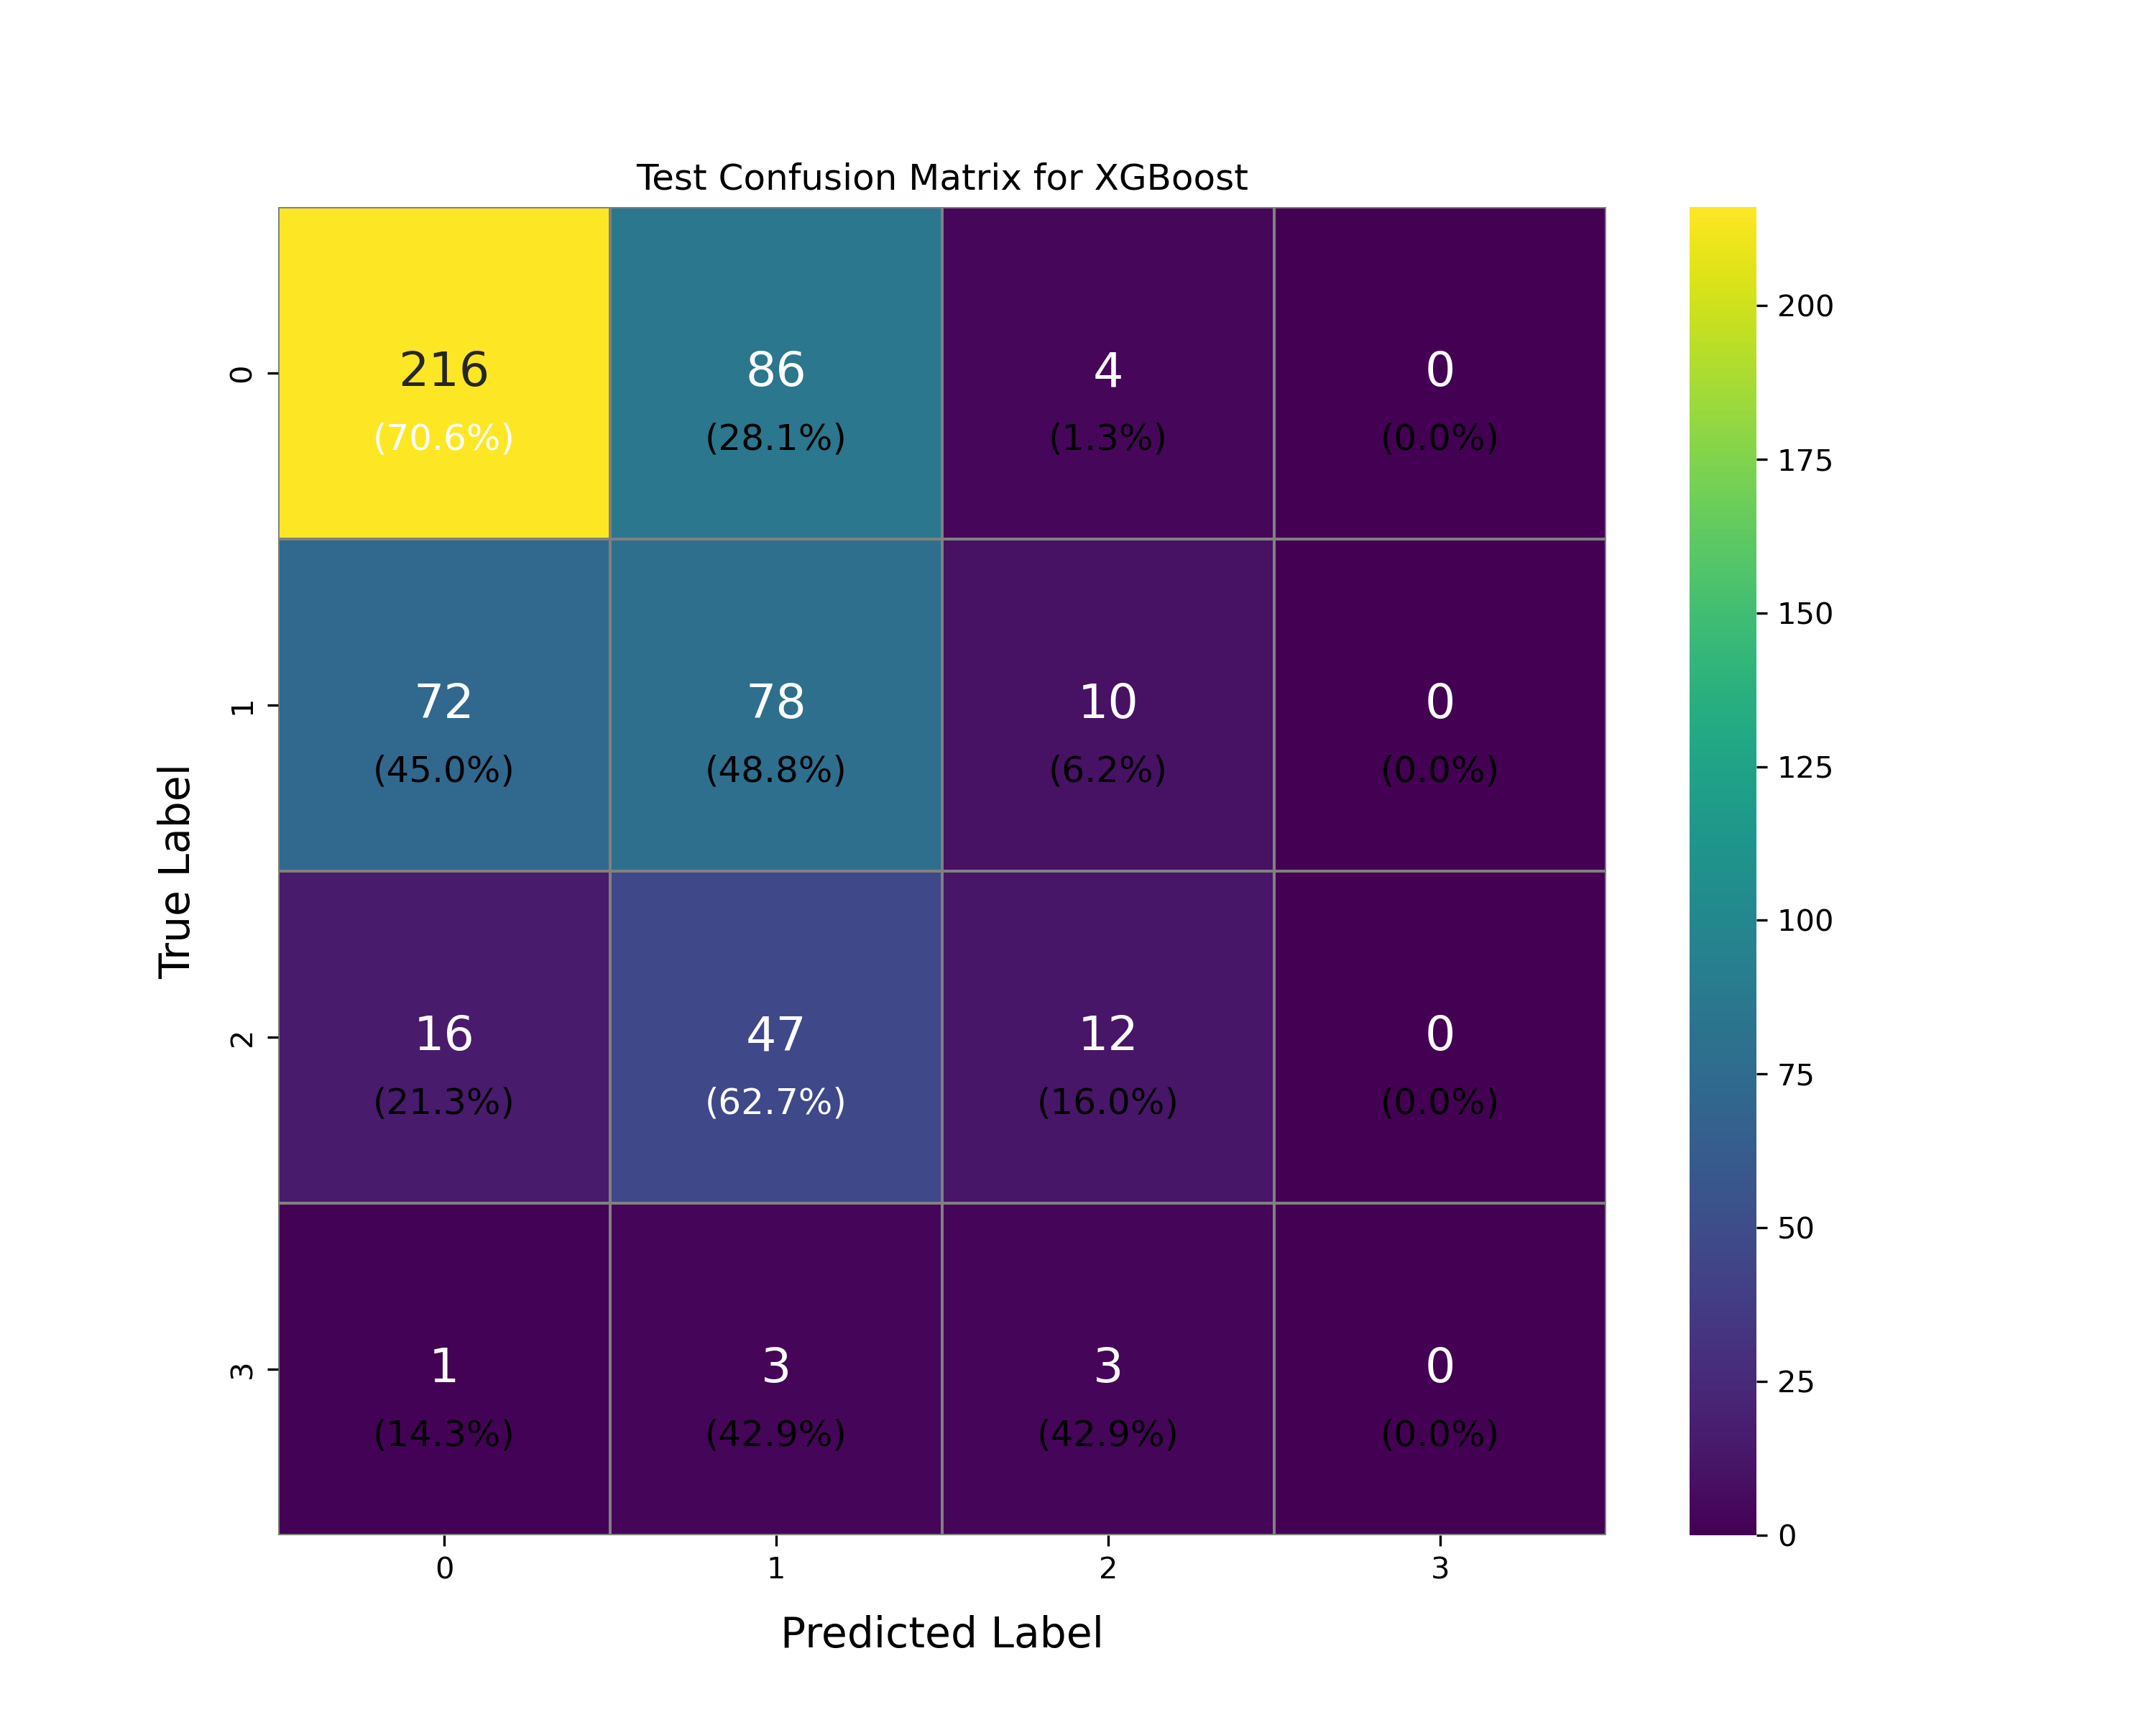 Test Confusion Matrix for XGBoost
216 86 4 0
(70.6%) (28.1%) (1.3%) (0.0%)
72 78 10 0
(45.0%) (48.8%) (6.2%) (0.0%)
16 47 12 0
(21.3%) (62.7%) (16.0%) (0.0%)
1 3 3 0
(14.3%) (42.9%) (42.9%) (0.0%)
0
1
2
3
True Label
0 1 2 3
Predicted Label
200
175
150
125
100
75
50
25
0